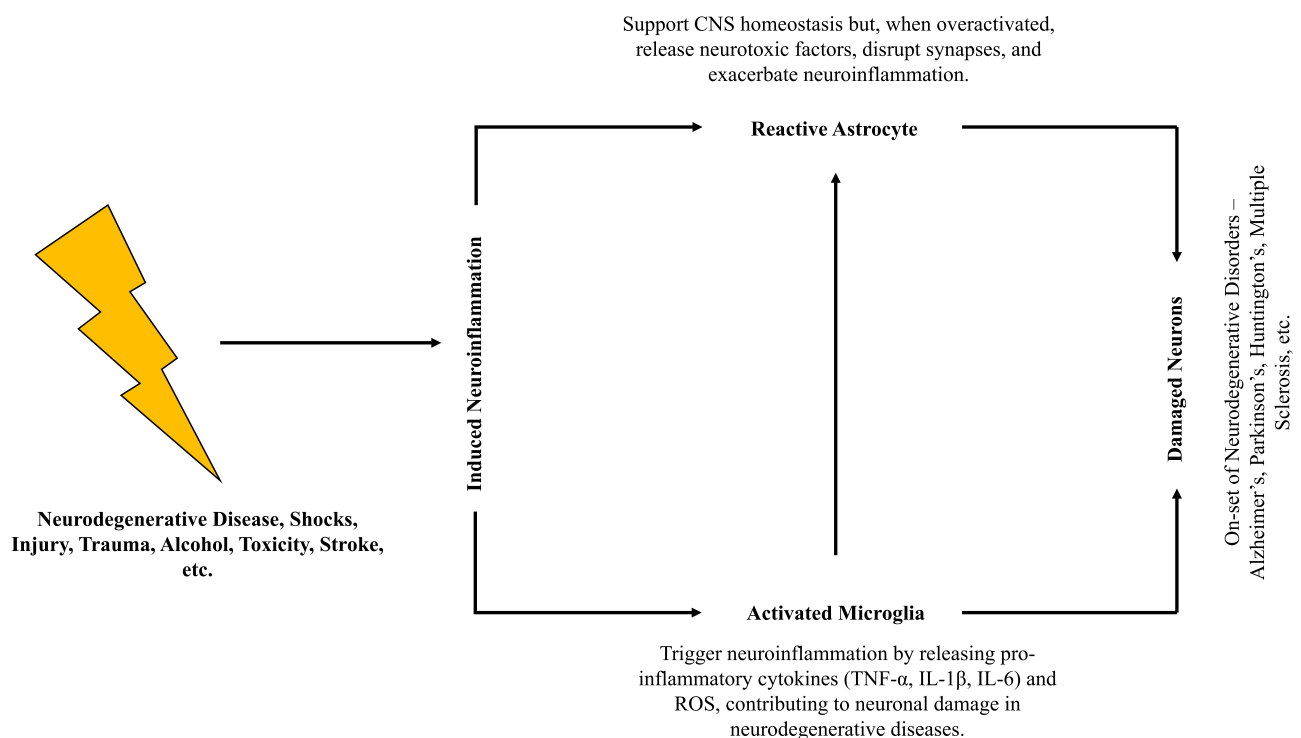 Support CNS homeostasis but, when overactivated,
release neurotoxic factors, disrupt synapses, and
exacerbate neuroinflammation.
Reactive Astrocyte
Induced Neuroinflammation
Neurodegenerative Disease, Shocks,
Injury, Trauma, Alcohol, Toxicity, Stroke,
etc.
Damaged Neurons
On-set of Neurodegenerative Disorders –
Alzheimer’s, Parkinson’s, Huntington’s, Multiple
Sclerosis, etc.
Activated Microglia
Trigger neuroinflammation by releasing pro-
inflammatory cytokines (TNF-α, IL-1β, IL-6) and
ROS, contributing to neuronal damage in
neurodegenerative diseases.